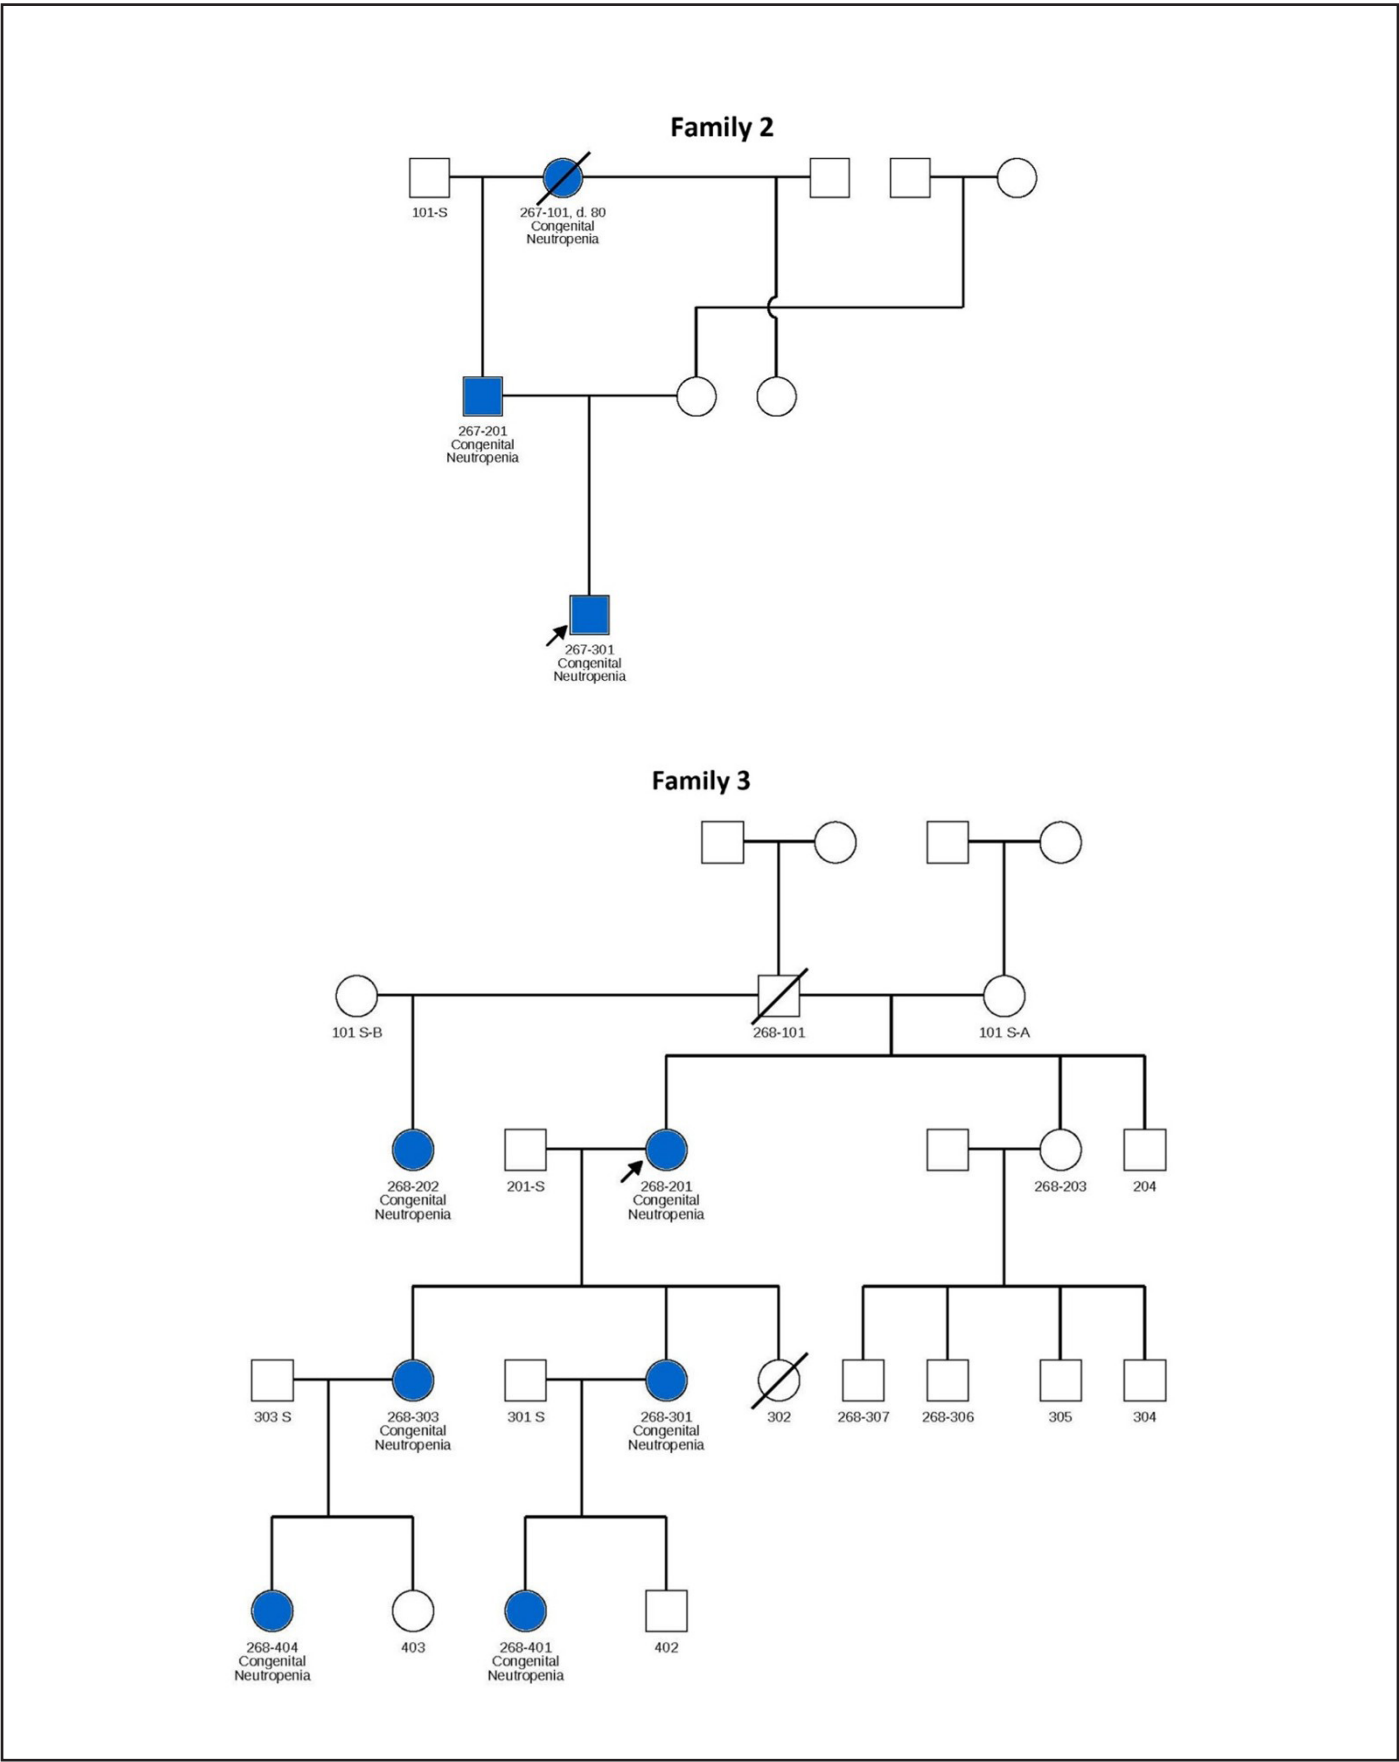 Family 2
101-S
267-101, d. 80
Congenital
Neutropenia
267-201
Congenital
Neutropenia
267-301
Congenital
Neutropenia
Family 3
101 S-B
268-101
101 S-A
268-202
Congenital
Neutropenia
201-S
268-201
Congenital
Neutropenia
268-203
204
303 S
268-303
Congenital
Neutropenia
301 S
268-301
Congenital
Neutropenia
302
268-307
268-306
305
304
268-404
Congenital
Neutropenia
403
268-401
Congenital
Neutropenia
402